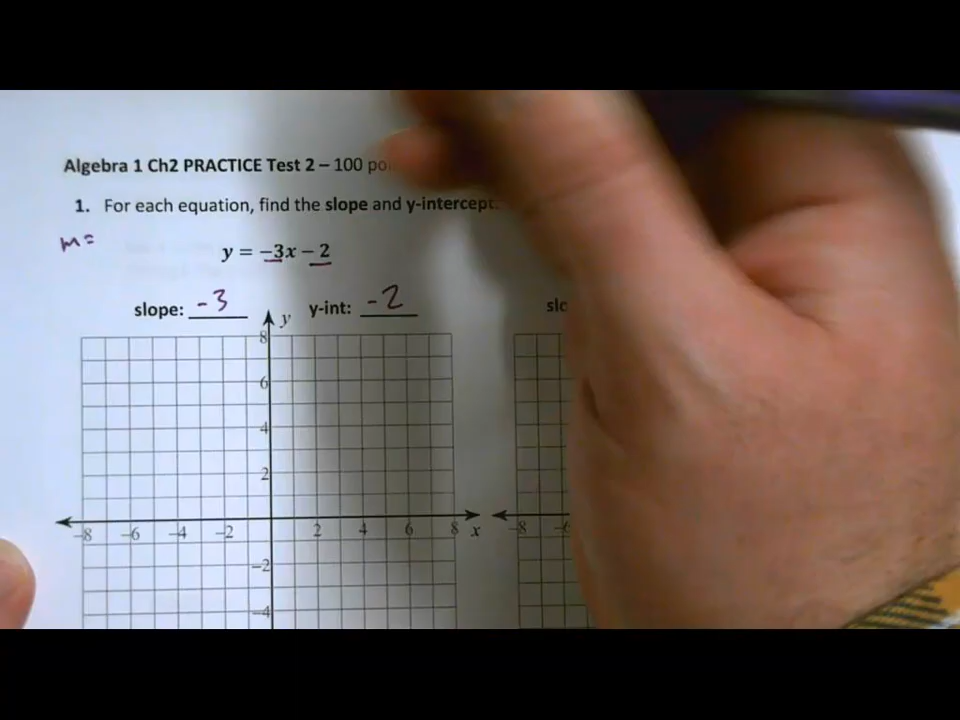 Algebra 1 Ch2 PRACTICE Test 2 – 100
1. For each equation, find the slope and y-intercept.
m=
y = −3x − 2
slope: -3 y-int: -2
y
8
6
4
2
-8 -6 -4 -2 2 4 6 8 x -8
-2
-4